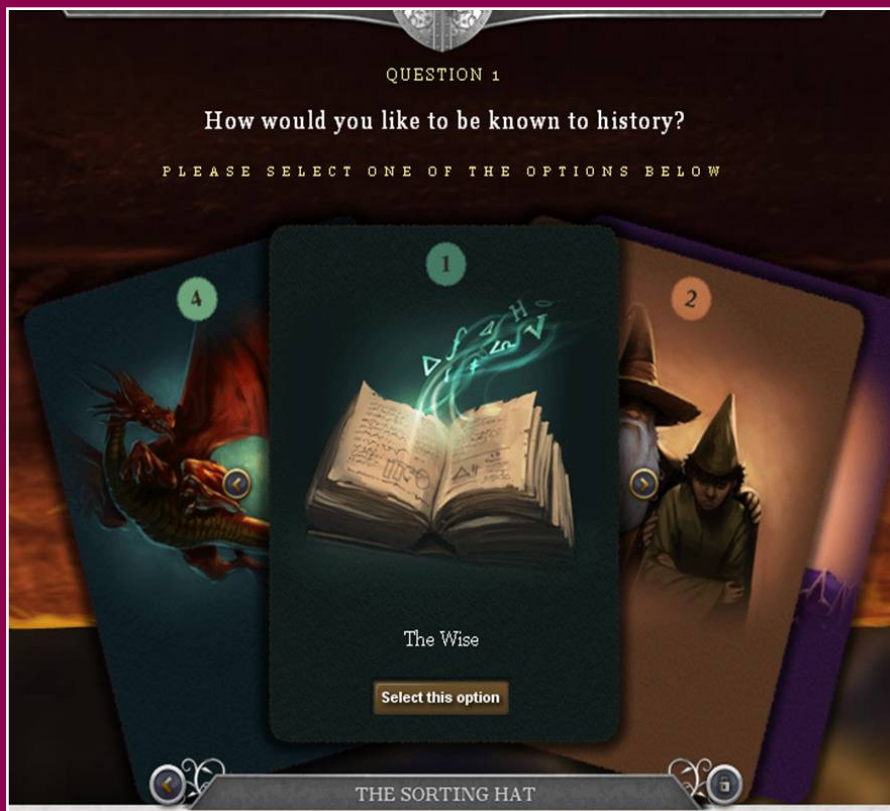 QUESTION 1
How would you like to be known to history?
PLEASE SELECT ONE OF THE OPTIONS BELOW
4
1
2
The Wise
Select this option
THE SORTING HAT